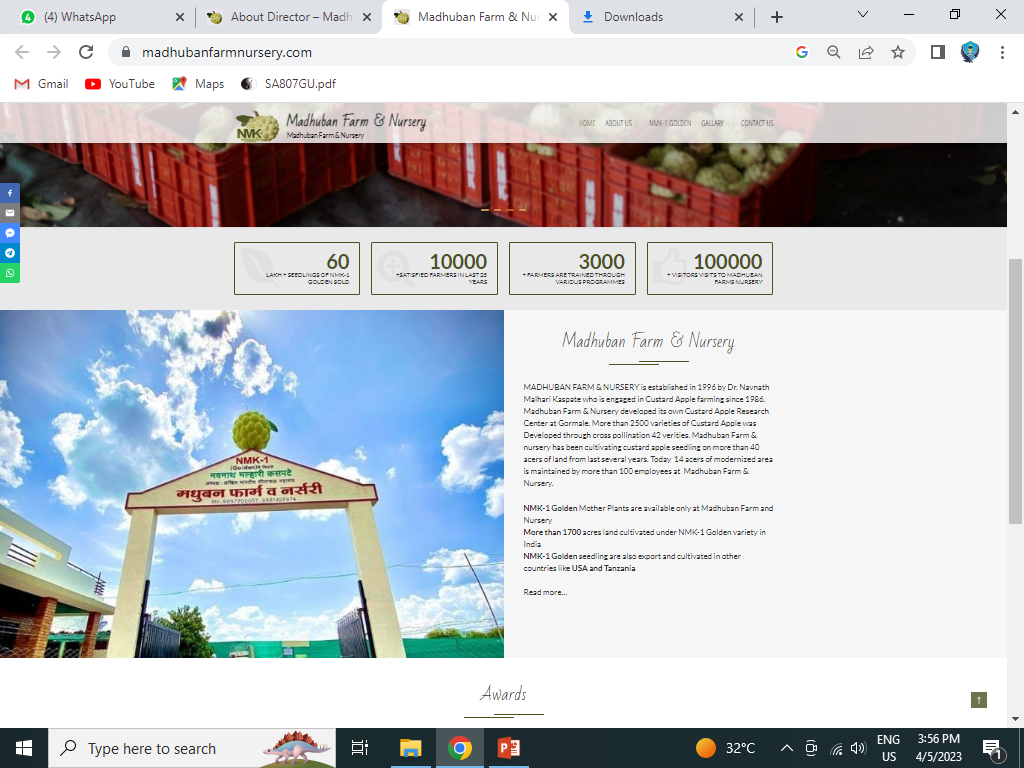 (4) WhatsApp
About Director – Madh
Madhuban Farm & Nur
Downloads
madhubanfarmnursery.com
Gmail
YouTube
Maps
SA807GU.pdf
NMK
Madhuban Farm & Nursery
Madhuban Farm & Nursery
HOME
ABOUT US
NMK-1 GOLDEN
GALLARY
CONTACT US
60
LAKH + SEEDLINGS OF NMK-1
GOLDEN SOLD
10000
+SATISFIED FARMERS IN LAST 25
YEARS
3000
+ FARMERS ARE TRAINED THROUGH
VARIOUS PROGRAMMES
100000
+ VISITORS VISITS TO MADHUBAN
FARMS NURSERY
NMK-1
(Golden)
नवनाथ मल्हारी कसपटे
मधुबन फार्म व नर्सरी
Madhuban Farm & Nursery
MADHUBAN FARM & NURSERY is established in 1996 by Dr. Navnath
Malhari Kaspate who is engaged in Custard Apple farming since 1986.
Madhuban Farm & Nursery developed its own Custard Apple Research
Center at Gormale. More than 2500 varieties of Custard Apple was
Developed through cross pollination 42 verities. Madhuban Farm &
nursery has been cultivating custard apple seedling on more than 40
acers of land from last several years. Today 14 acers of modernized area
is maintained by more than 100 employees at Madhuban Farm &
Nursery.
NMK-1 Golden Mother Plants are available only at Madhuban Farm and
Nursery
More than 1700 acres land cultivated under NMK-1 Golden variety in
India
NMK-1 Golden seedling are also export and cultivated in other
countries like USA and Tanzania
Read more...
Awards
Type here to search
32°C
ENG
US
3:56 PM
4/5/2023
1